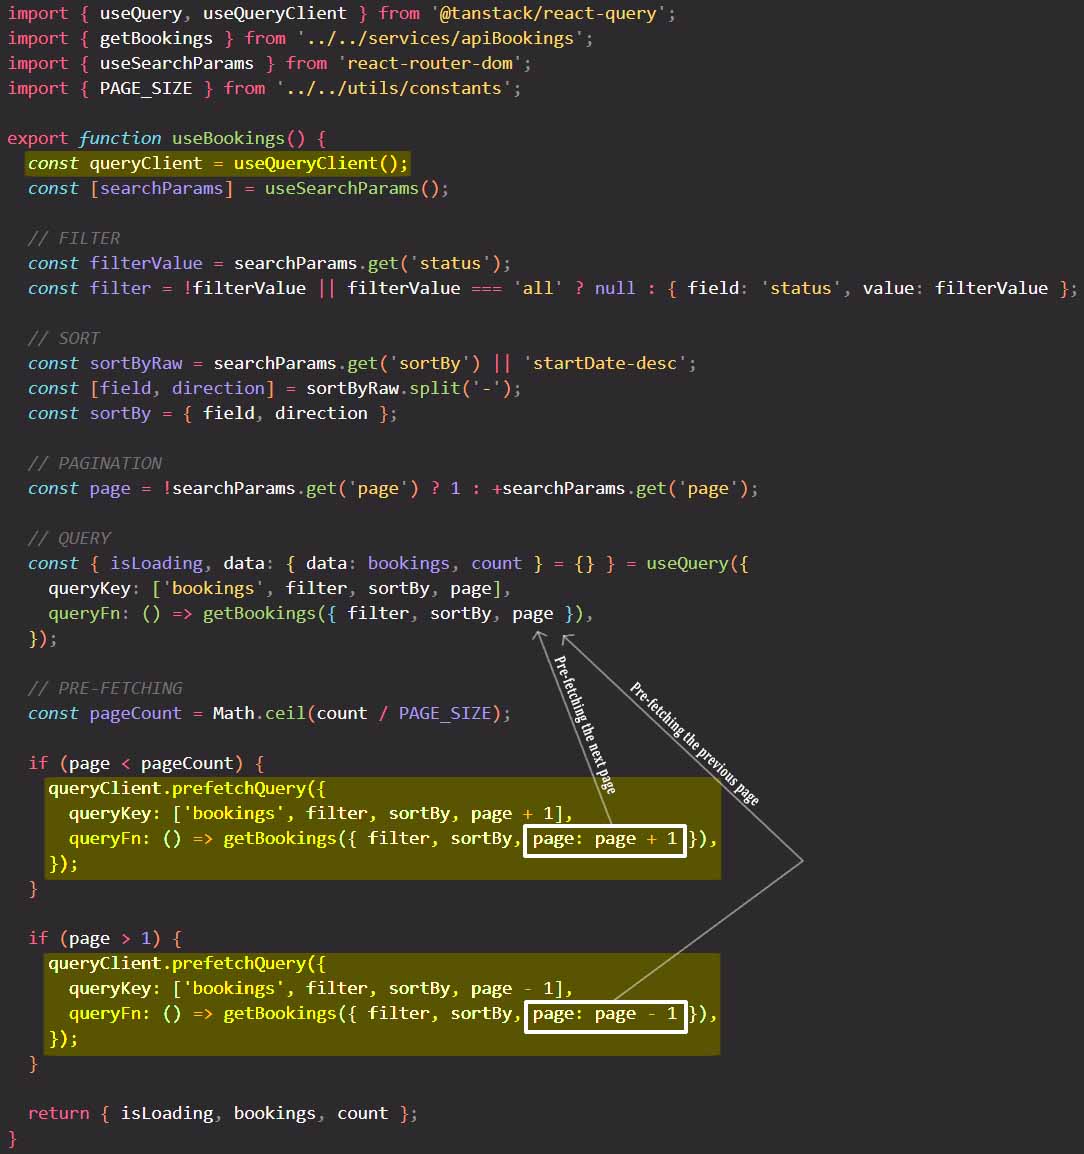 import { useQuery, useQueryClient } from '@tanstack/react-query';
import { getBookings } from '../../services/apiBookings';
import { useSearchParams } from 'react-router-dom';
import { PAGE_SIZE } from '../../utils/constants';

export function useBookings() {
  const queryClient = useQueryClient();
  const [searchParams] = useSearchParams();

  // FILTER
  const filterValue = searchParams.get('status');
  const filter = !filterValue || filterValue === 'all' ? null : { field: 'status', value: filterValue };

  // SORT
  const sortByRaw = searchParams.get('sortBy') || 'startDate-desc';
  const [field, direction] = sortByRaw.split('-');
  const sortBy = { field, direction };

  // PAGINATION
  const page = !searchParams.get('page') ? 1 : +searchParams.get('page');

  // QUERY
  const { isLoading, data: { data: bookings, count } = {} } = useQuery({
    queryKey: ['bookings', filter, sortBy, page],
    queryFn: () => getBookings({ filter, sortBy, page }),
  });

  // PRE-FETCHING
  const pageCount = Math.ceil(count / PAGE_SIZE);
Pre-fetching the next page
Pre-fetching the previous page

  if (page < pageCount) {
    queryClient.prefetchQuery({
      queryKey: ['bookings', filter, sortBy, page + 1],
      queryFn: () => getBookings({ filter, sortBy, page: page + 1 }),
    });
  }

  if (page > 1) {
    queryClient.prefetchQuery({
      queryKey: ['bookings', filter, sortBy, page - 1],
      queryFn: () => getBookings({ filter, sortBy, page: page - 1 }),
    });
  }

  return { isLoading, bookings, count };
}